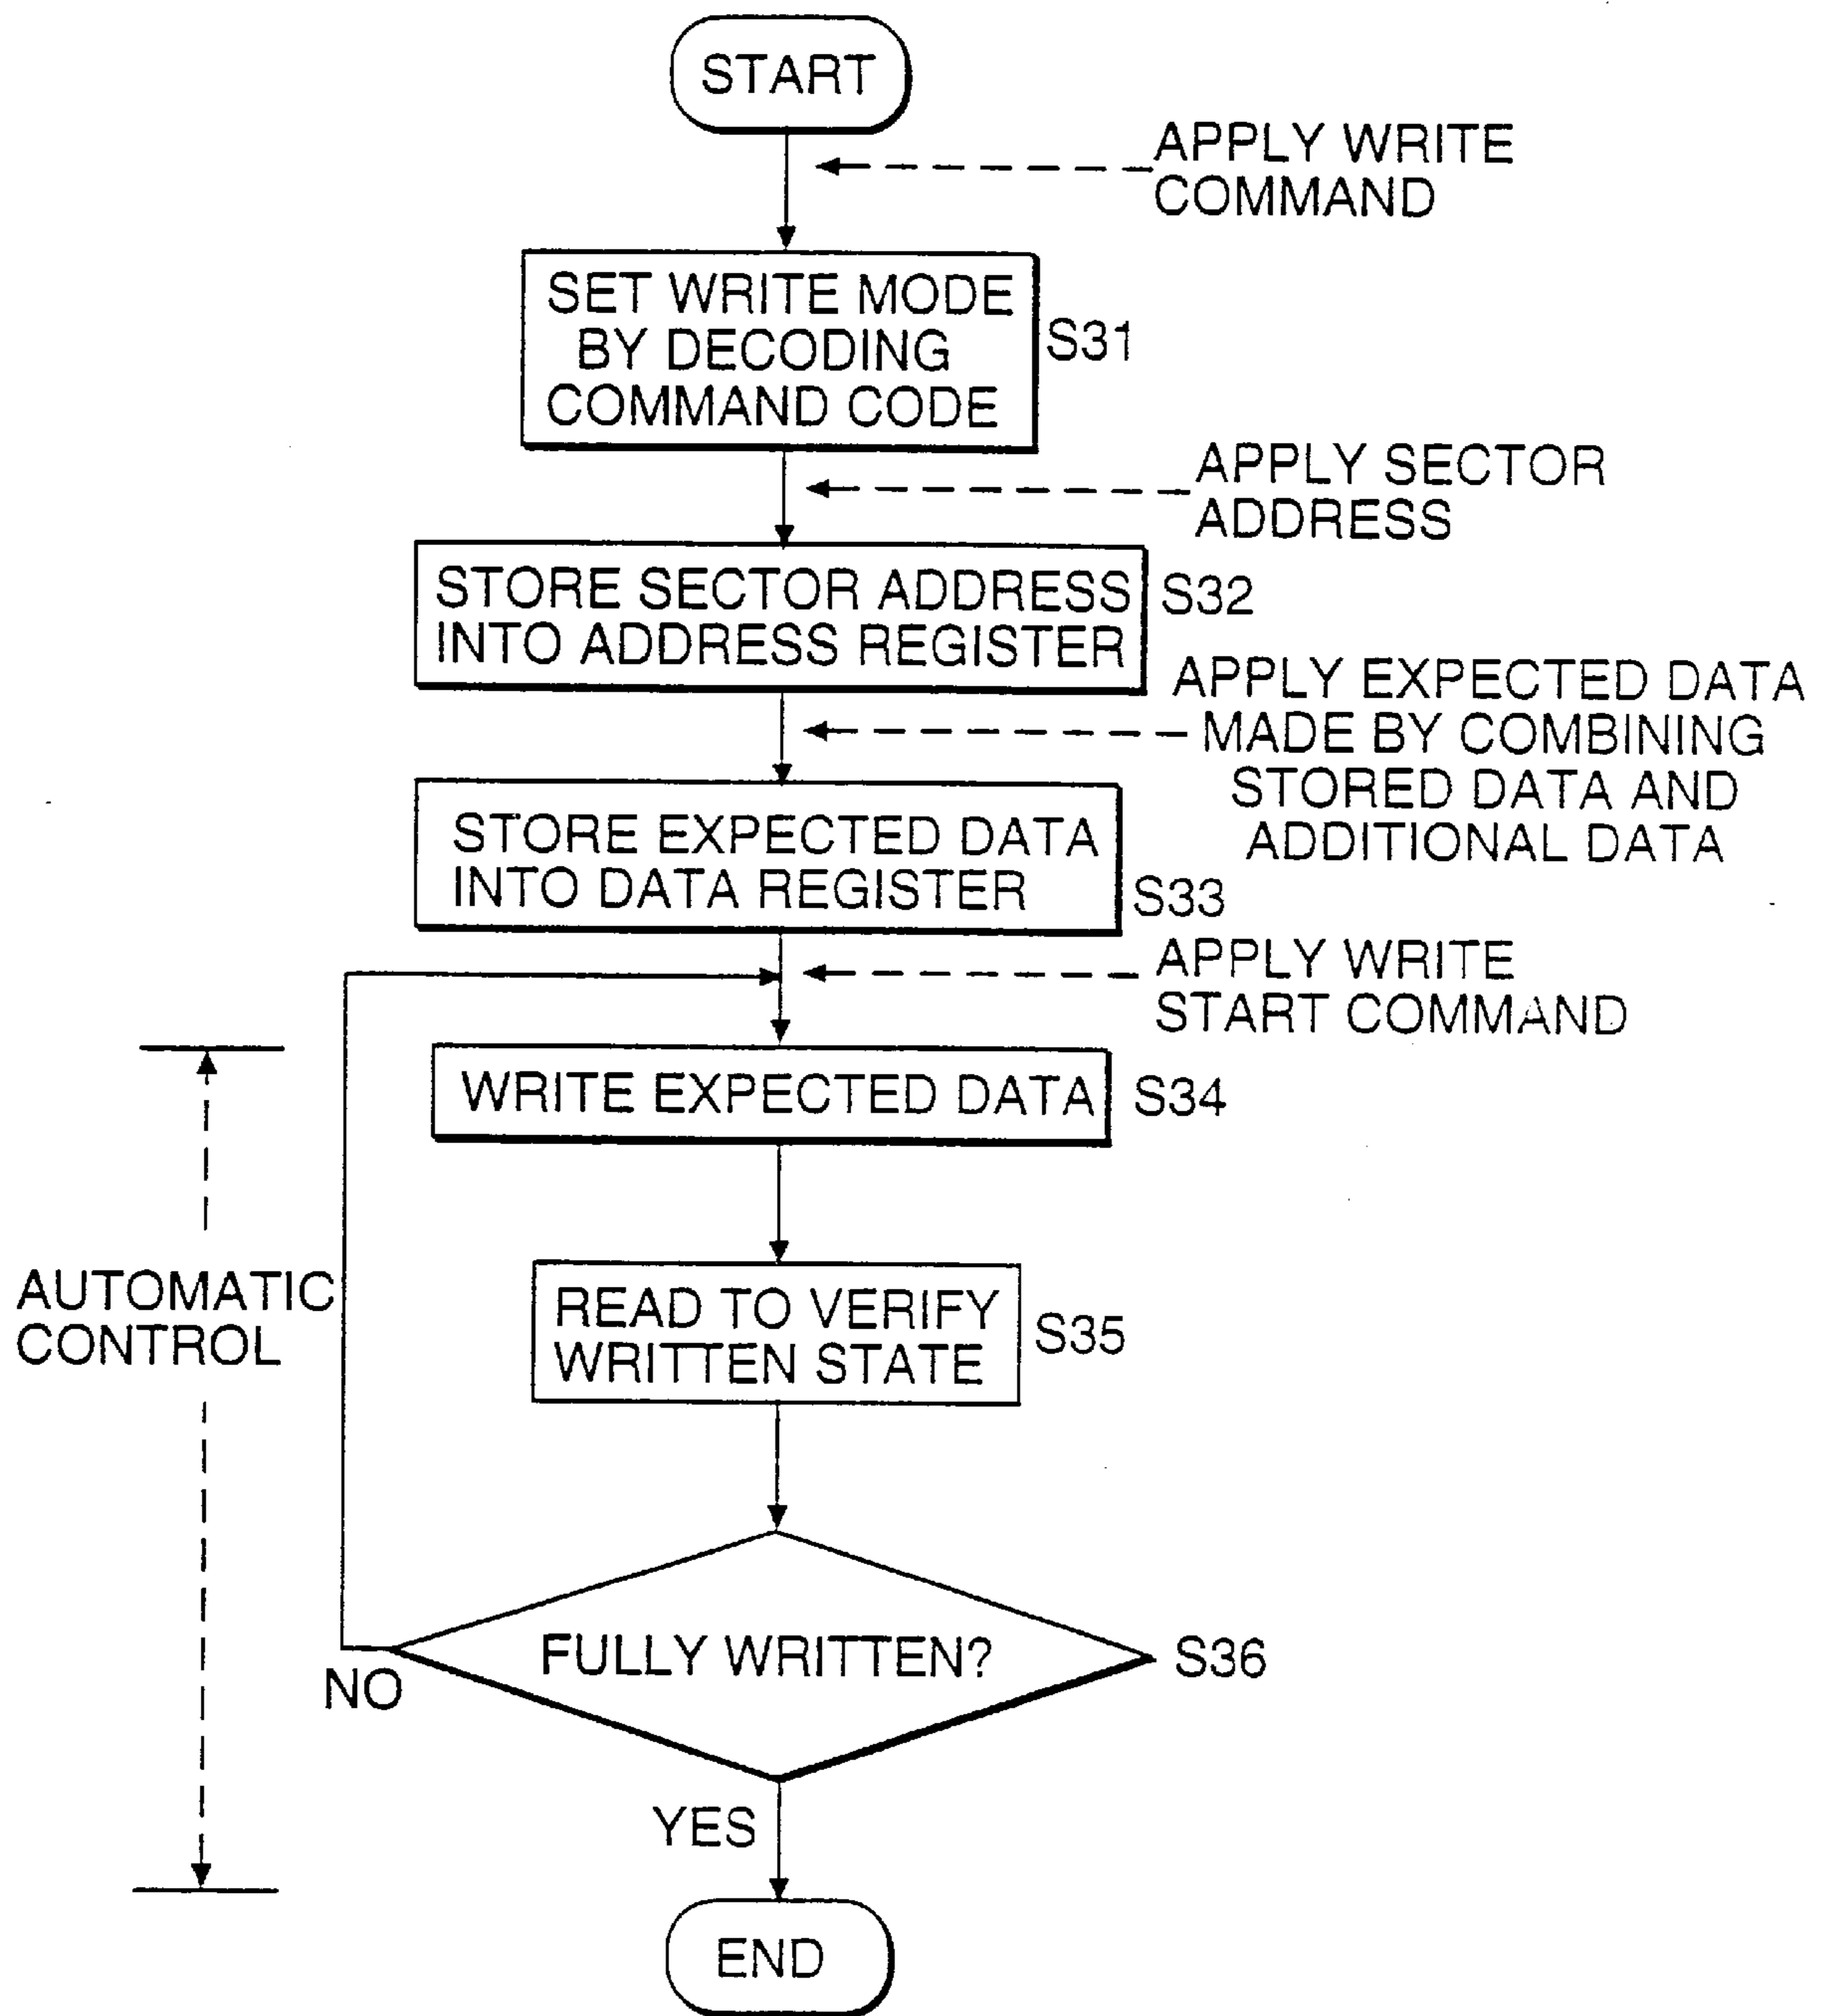 START
APPLY WRITE
COMMAND
SET WRITE MODE
BY DECODING
COMMAND CODE
S31
APPLY SECTOR
ADDRESS
STORE SECTOR ADDRESS
INTO ADDRESS REGISTER
S32
APPLY EXPECTED DATA
MADE BY COMBINING
STORED DATA AND
ADDITIONAL DATA
STORE EXPECTED DATA
INTO DATA REGISTER
S33
APPLY WRITE
START COMMAND
WRITE EXPECTED DATA
S34
AUTOMATIC
CONTROL
READ TO VERIFY
WRITTEN STATE
S35
FULLY WRITTEN?
S36
NO
YES
END